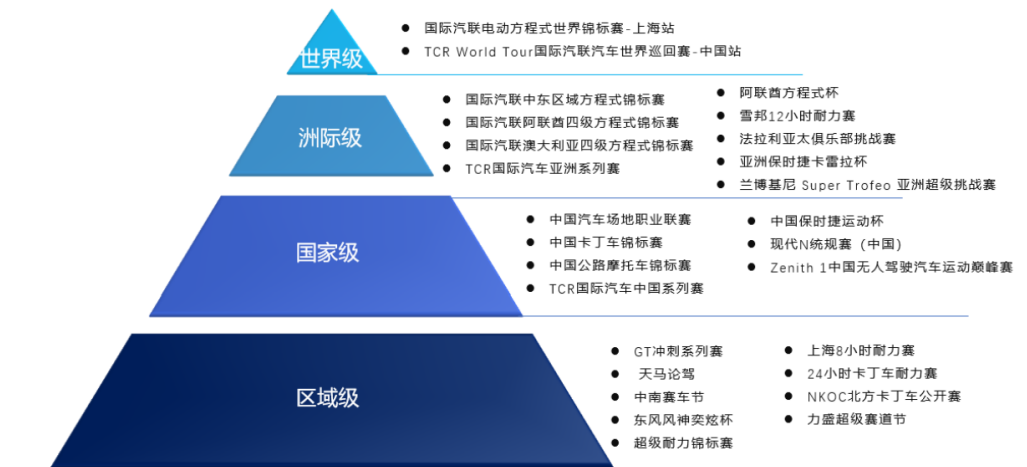 世界级
国际汽联电动方程式世界锦标赛-上海站
TCR World Tour国际汽联汽车世界巡回赛-中国站
洲际级
国际汽联中东区域方程式锦标赛
国际汽联阿联酋四级方程式锦标赛
国际汽联澳大利亚四级方程式锦标赛
TCR国际汽车亚洲系列赛
阿联酋方程式杯
雪邦12小时耐力赛
法拉利亚太俱乐部挑战赛
亚洲保时捷卡雷拉杯
兰博基尼 Super Trofeo 亚洲超级挑战赛
国家级
中国汽车场地职业联赛
中国卡丁车锦标赛
中国公路摩托车锦标赛
TCR国际汽车中国系列赛
中国保时捷运动杯
现代N统规赛（中国）
Zenith 1中国无人驾驶汽车运动巅峰赛
区域级
GT冲刺系列赛
天马论驾
中南赛车节
东风风神奕炫杯
超级耐力锦标赛
上海8小时耐力赛
24小时卡丁车耐力赛
NKOC北方卡丁车公开赛
力盛超级赛道节